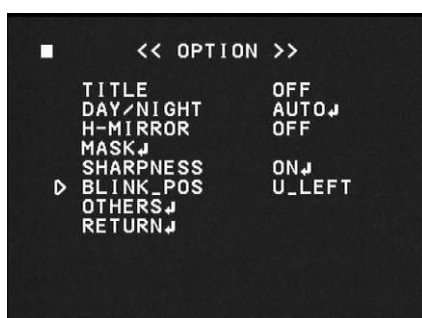 << OPTION >>
TITLE OFF
DAY/NIGHT AUTO↲
H-MIRROR OFF
MASK↲
SHARPNESS ON↲
BLINK_POS U_LEFT
OTHERS↲
RETURN↲